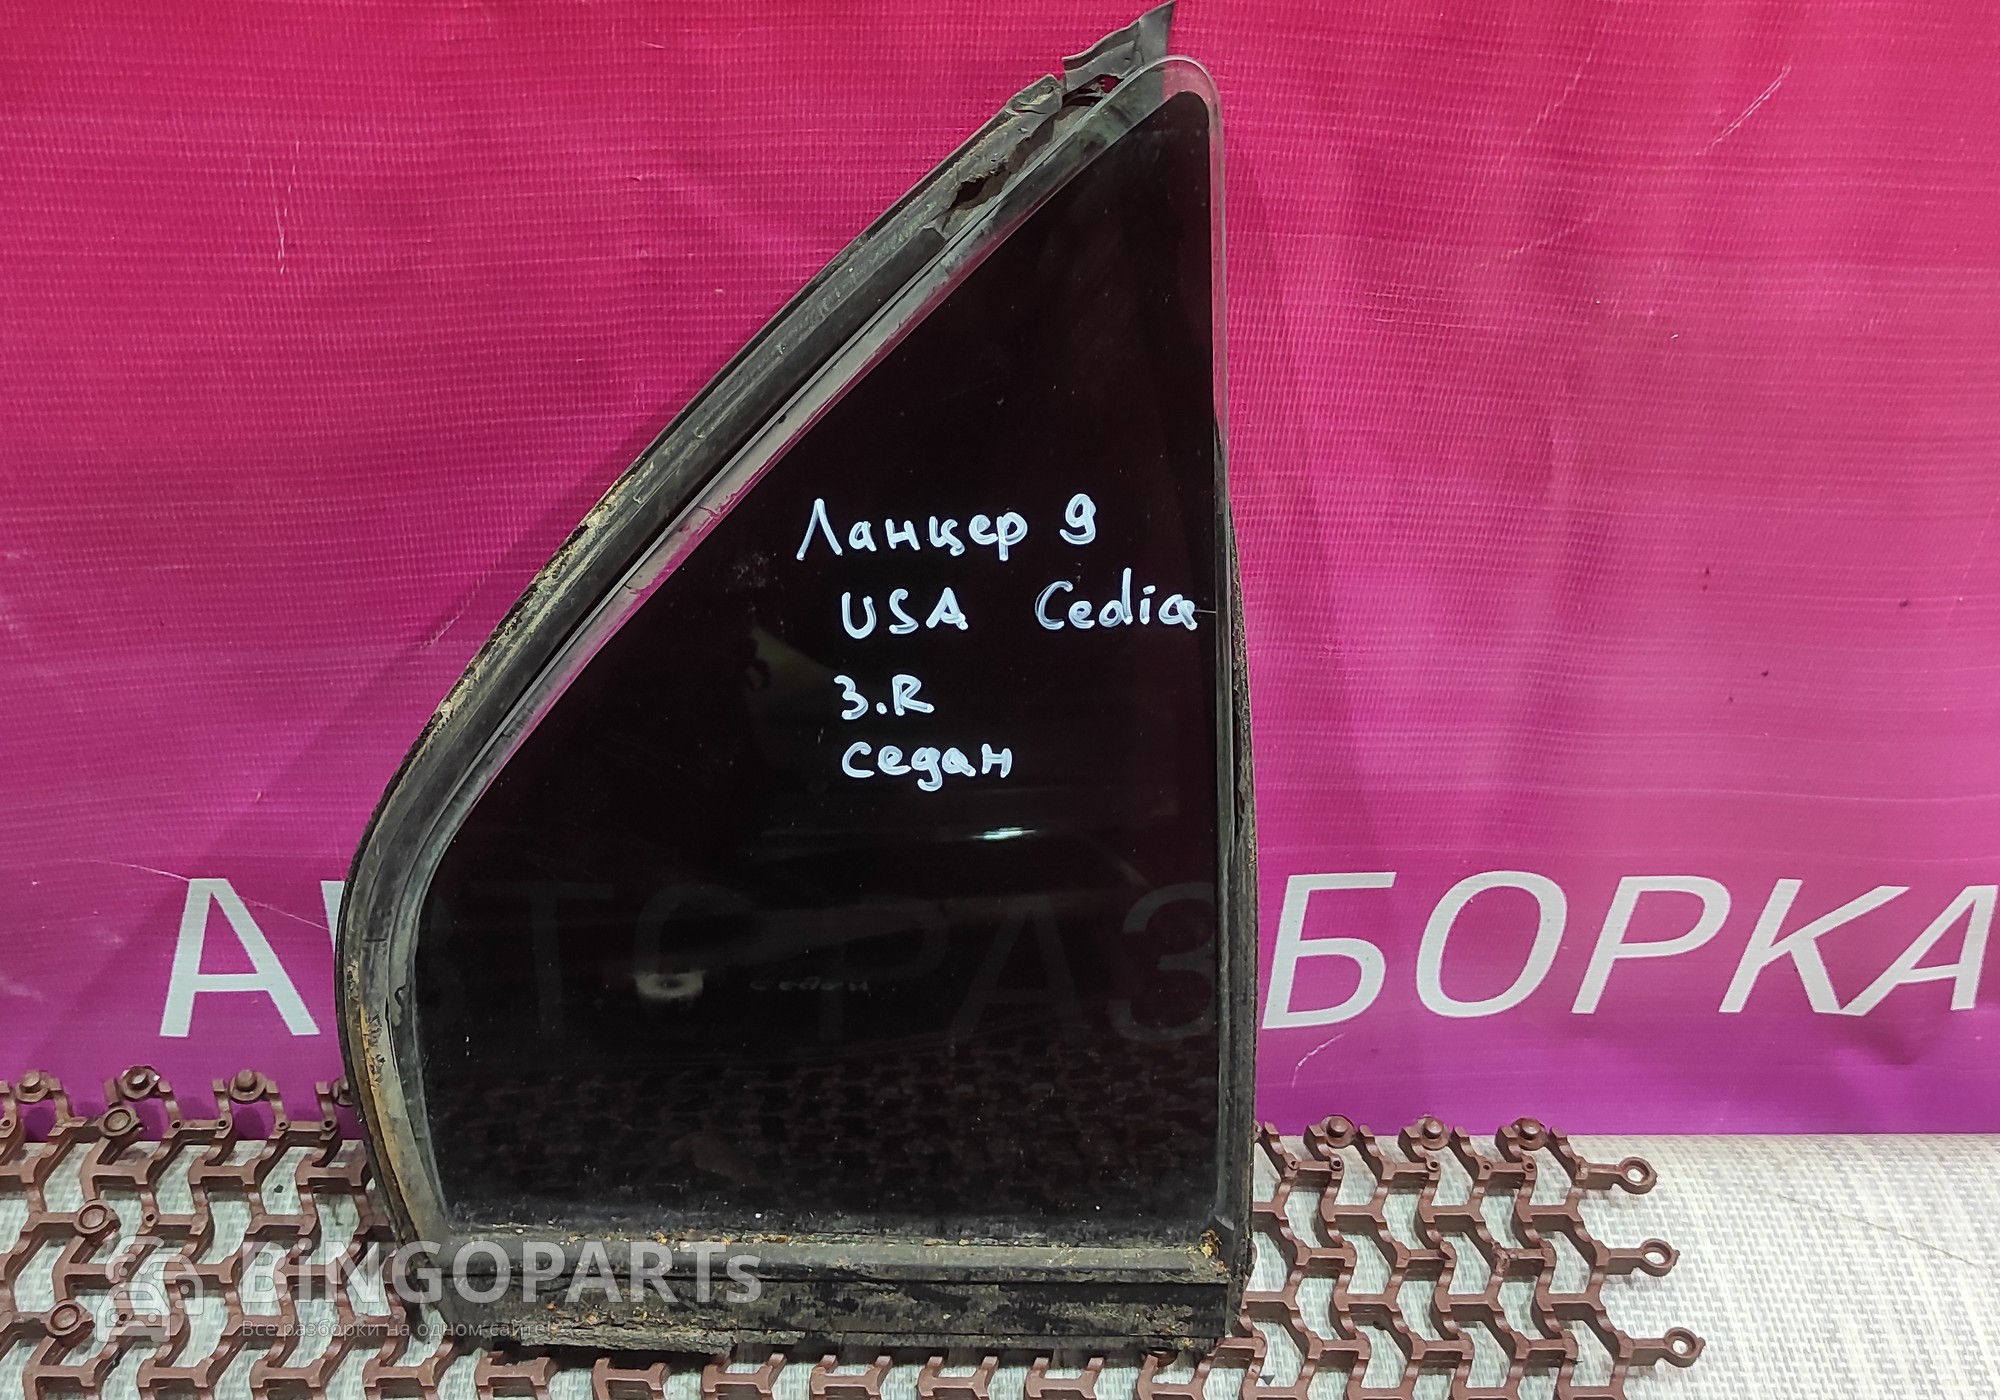 Ланцер 9
USA Cedia
З.R
седан
АВТОРАЗБОРКА
BiNGOPARTs
Все разборки на одном сайте!